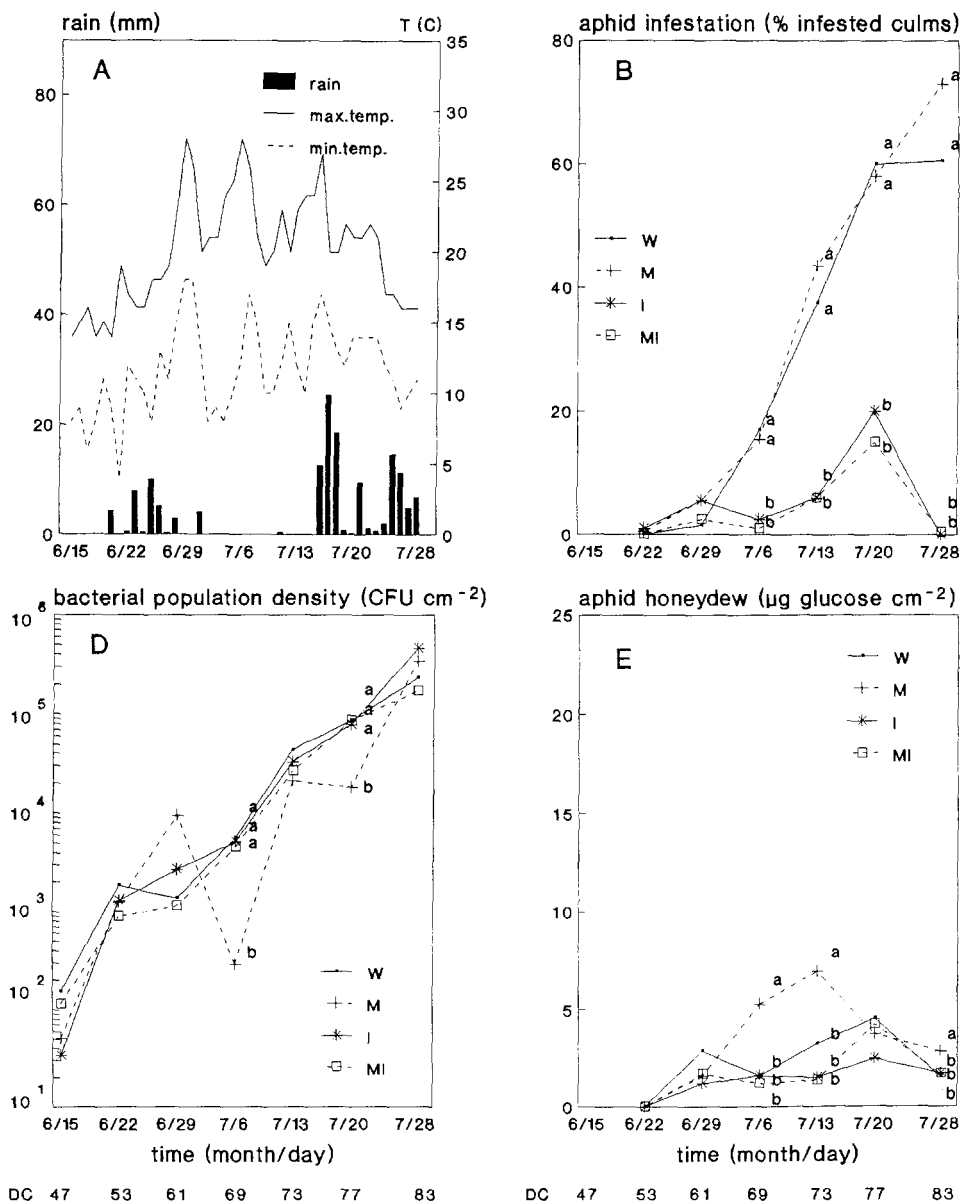 rain (mm)
T (C)
A
rain
max.temp.
min.temp.
80
60
40
20
0
35
30
25
20
15
10
5
0
6/15 6/22 6/29 7/6 7/13 7/20 7/28
aphid infestation (% infested culms)
B
W
M
I
MI
80
60
40
20
0
a
a
a
a
a
a
a
a
b
b
b
b
b
b
b
b
6/15 6/22 6/29 7/6 7/13 7/20 7/28
bacterial population density (CFU cm⁻²)
D
10⁶
10⁵
10⁴
10³
10²
10¹
a
a
a
b
a
a
a
b
W
M
I
MI
6/15 6/22 6/29 7/6 7/13 7/20 7/28
time (month/day)
DC 47 53 61 69 73 77 83
aphid honeydew (µg glucose cm⁻²)
E
W
M
I
MI
25
20
15
10
5
0
a
a
a
b
b
b
b
b
b
b
b
b
6/15 6/22 6/29 7/6 7/13 7/20 7/28
time (month/day)
DC 47 53 61 69 73 77 83